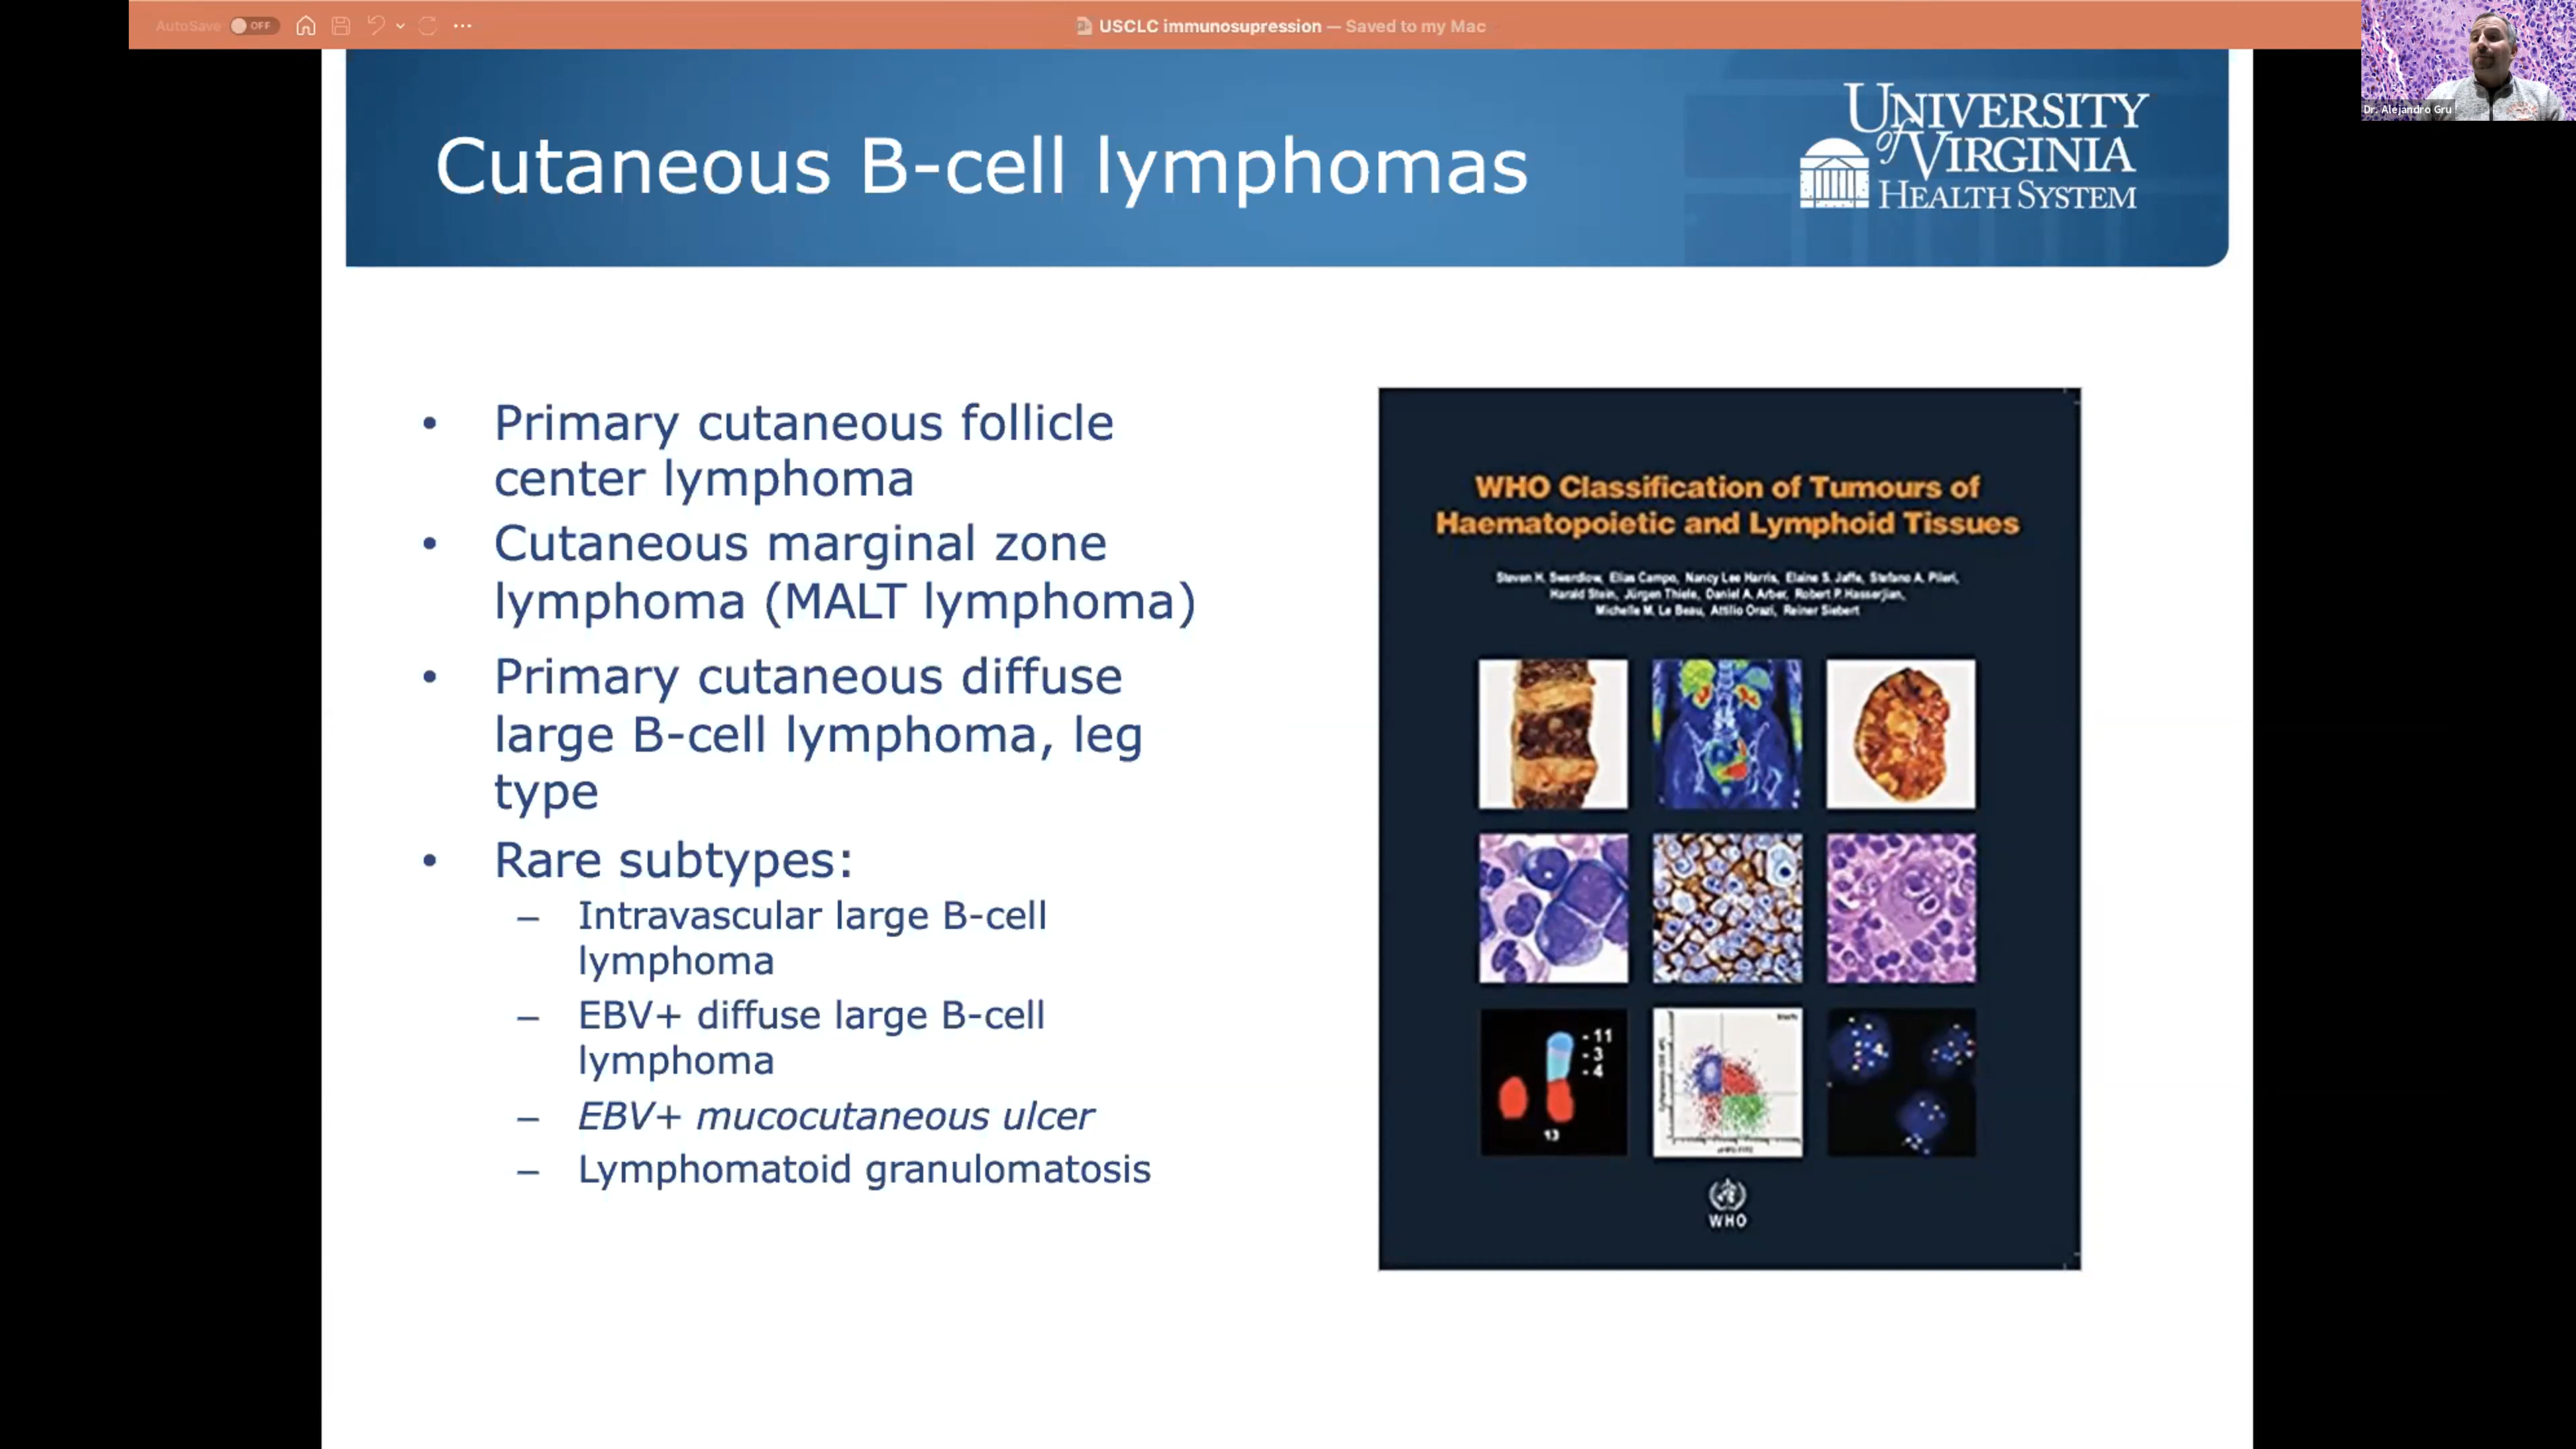 AutoSave OFF
USCLC immunosupression — Saved to my Mac
Dr. Alejandro Gru
Cutaneous B-cell lymphomas
UNIVERSITY
of VIRGINIA
HEALTH SYSTEM
• Primary cutaneous follicle
center lymphoma
• Cutaneous marginal zone
lymphoma (MALT lymphoma)
• Primary cutaneous diffuse
large B-cell lymphoma, leg
type
• Rare subtypes:
– Intravascular large B-cell
lymphoma
– EBV+ diffuse large B-cell
lymphoma
– EBV+ mucocutaneous ulcer
– Lymphomatoid granulomatosis
WHO Classification of Tumours of
Haematopoietic and Lymphoid Tissues
Steven H. Swerdlow, Elias Campo, Nancy Lee Harris, Elaine S. Jaffe, Stefano A. Pileri,
Harald Stein, Jürgen Thiele, Daniel A. Arber, Robert P. Hasserjian,
Michelle M. Le Beau, Attilio Orazi, Reiner Siebert
- 11
- 3
- 4
13
WHO